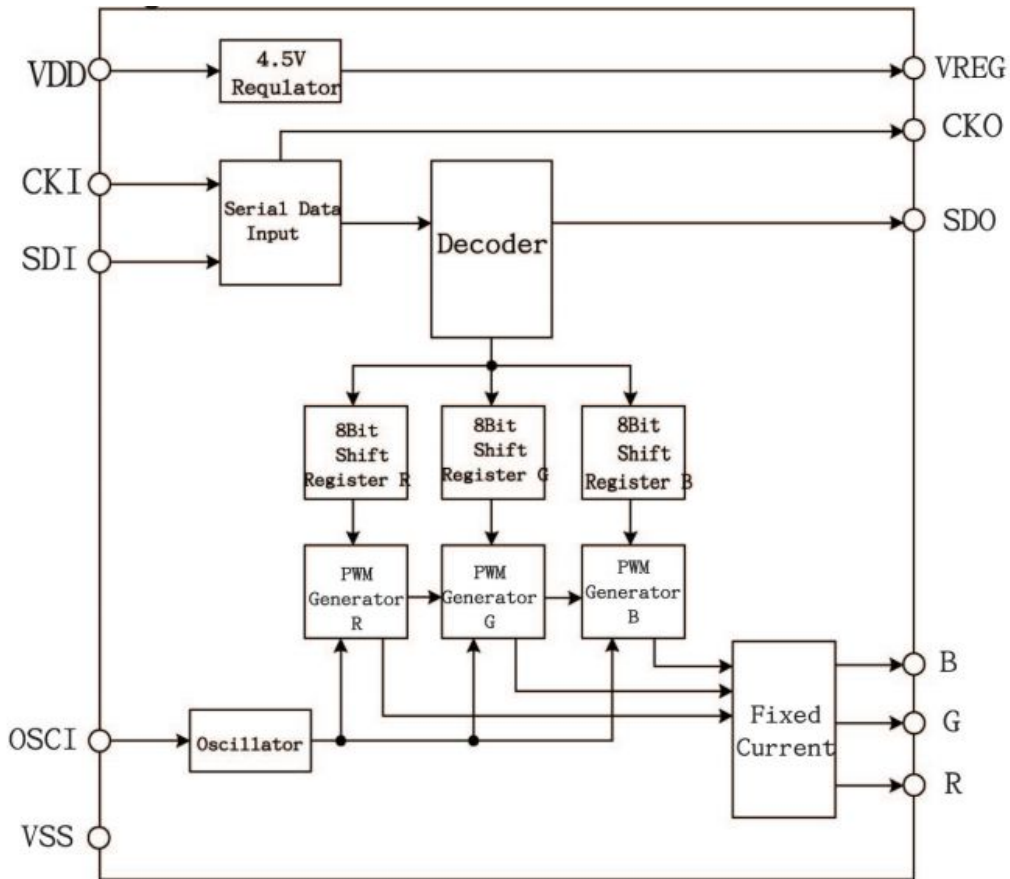 VDD
4.5V
Requlator
VREG
CKO
CKI
Serial Data
Input
SDI
Decoder
SDO
8Bit
Shift
Register R
8Bit
Shift
Register G
8Bit
Shift
Register B
PWM
Generator
R
PWM
Generator
G
PWM
Generator
B
OSCI
Oscillator
Fixed
Current
B
G
R
VSS